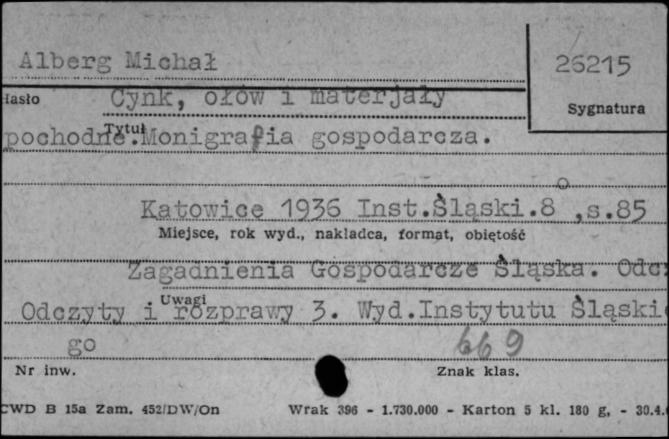 Alberg Michał
26215
Hasło
Cynk, ołów i materjały
Sygnatura
Tytuł
pochodne.Monigrafia gospodarcza.
Katowice 1936 Inst.Śląski.8°,s.85
Miejsce, rok wyd., nakładca, format, objętość
Zagadnienia Gospodarcze Śląska. Odcz
Uwagi
Odczyty i rozprawy 3. Wyd.Instytutu Śląskie
go
669
Nr inw.
Znak klas.
CWD B 15a Zam. 452/DW/On
Wrak 396 - 1.730.000 - Karton 5 kl. 180 g, - 30.4.